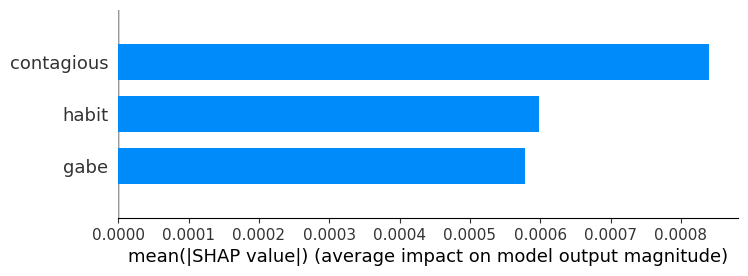 contagious
habit
gabe
0.0000 0.0001 0.0002 0.0003 0.0004 0.0005 0.0006 0.0007 0.0008
mean(|SHAP value|) (average impact on model output magnitude)